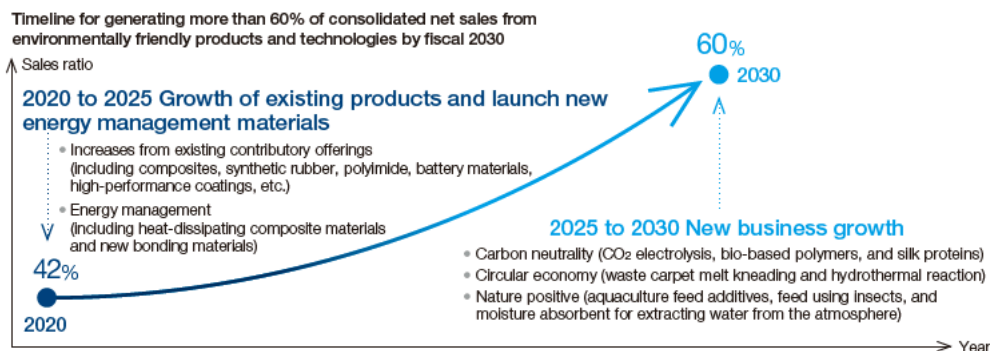 Timeline for generating more than 60% of consolidated net sales from
environmentally friendly products and technologies by fiscal 2030
Sales ratio
60%
2030
2020 to 2025 Growth of existing products and launch new
energy management materials
• Increases from existing contributory offerings
(including composites, synthetic rubber, polyimide, battery materials,
high-performance coatings, etc.)
• Energy management
(including heat-dissipating composite materials
and new bonding materials)
42%
2020
2025 to 2030 New business growth
• Carbon neutrality (CO₂ electrolysis, bio-based polymers, and silk proteins)
• Circular economy (waste carpet melt kneading and hydrothermal reaction)
• Nature positive (aquaculture feed additives, feed using insects, and
moisture absorbent for extracting water from the atmosphere)
Year